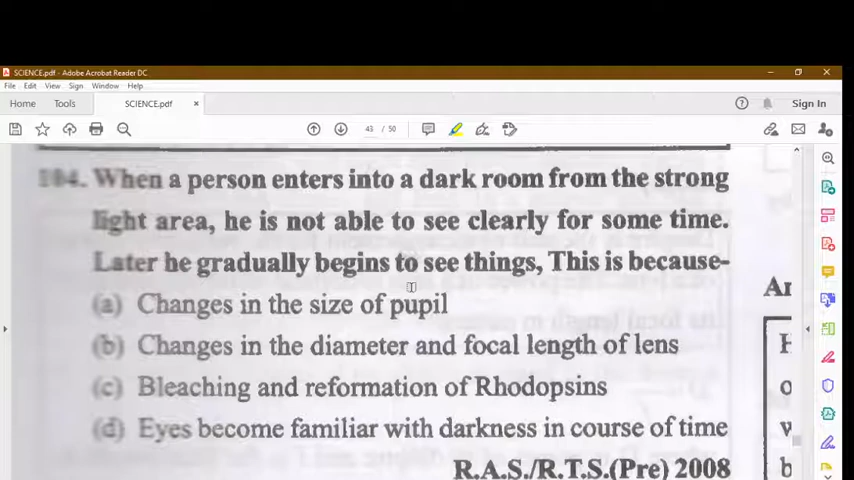 SCIENCE.pdf - Adobe Acrobat Reader DC
File Edit View Sign Window Help
Home Tools SCIENCE.pdf × Sign In
43 / 50
104. When a person enters into a dark room from the strong
light area, he is not able to see clearly for some time.
Later he gradually begins to see things, This is because-
(a) Changes in the size of pupil
(b) Changes in the diameter and focal length of lens
(c) Bleaching and reformation of Rhodopsins
(d) Eyes become familiar with darkness in course of time
R.A.S./R.T.S.(Pre) 2008